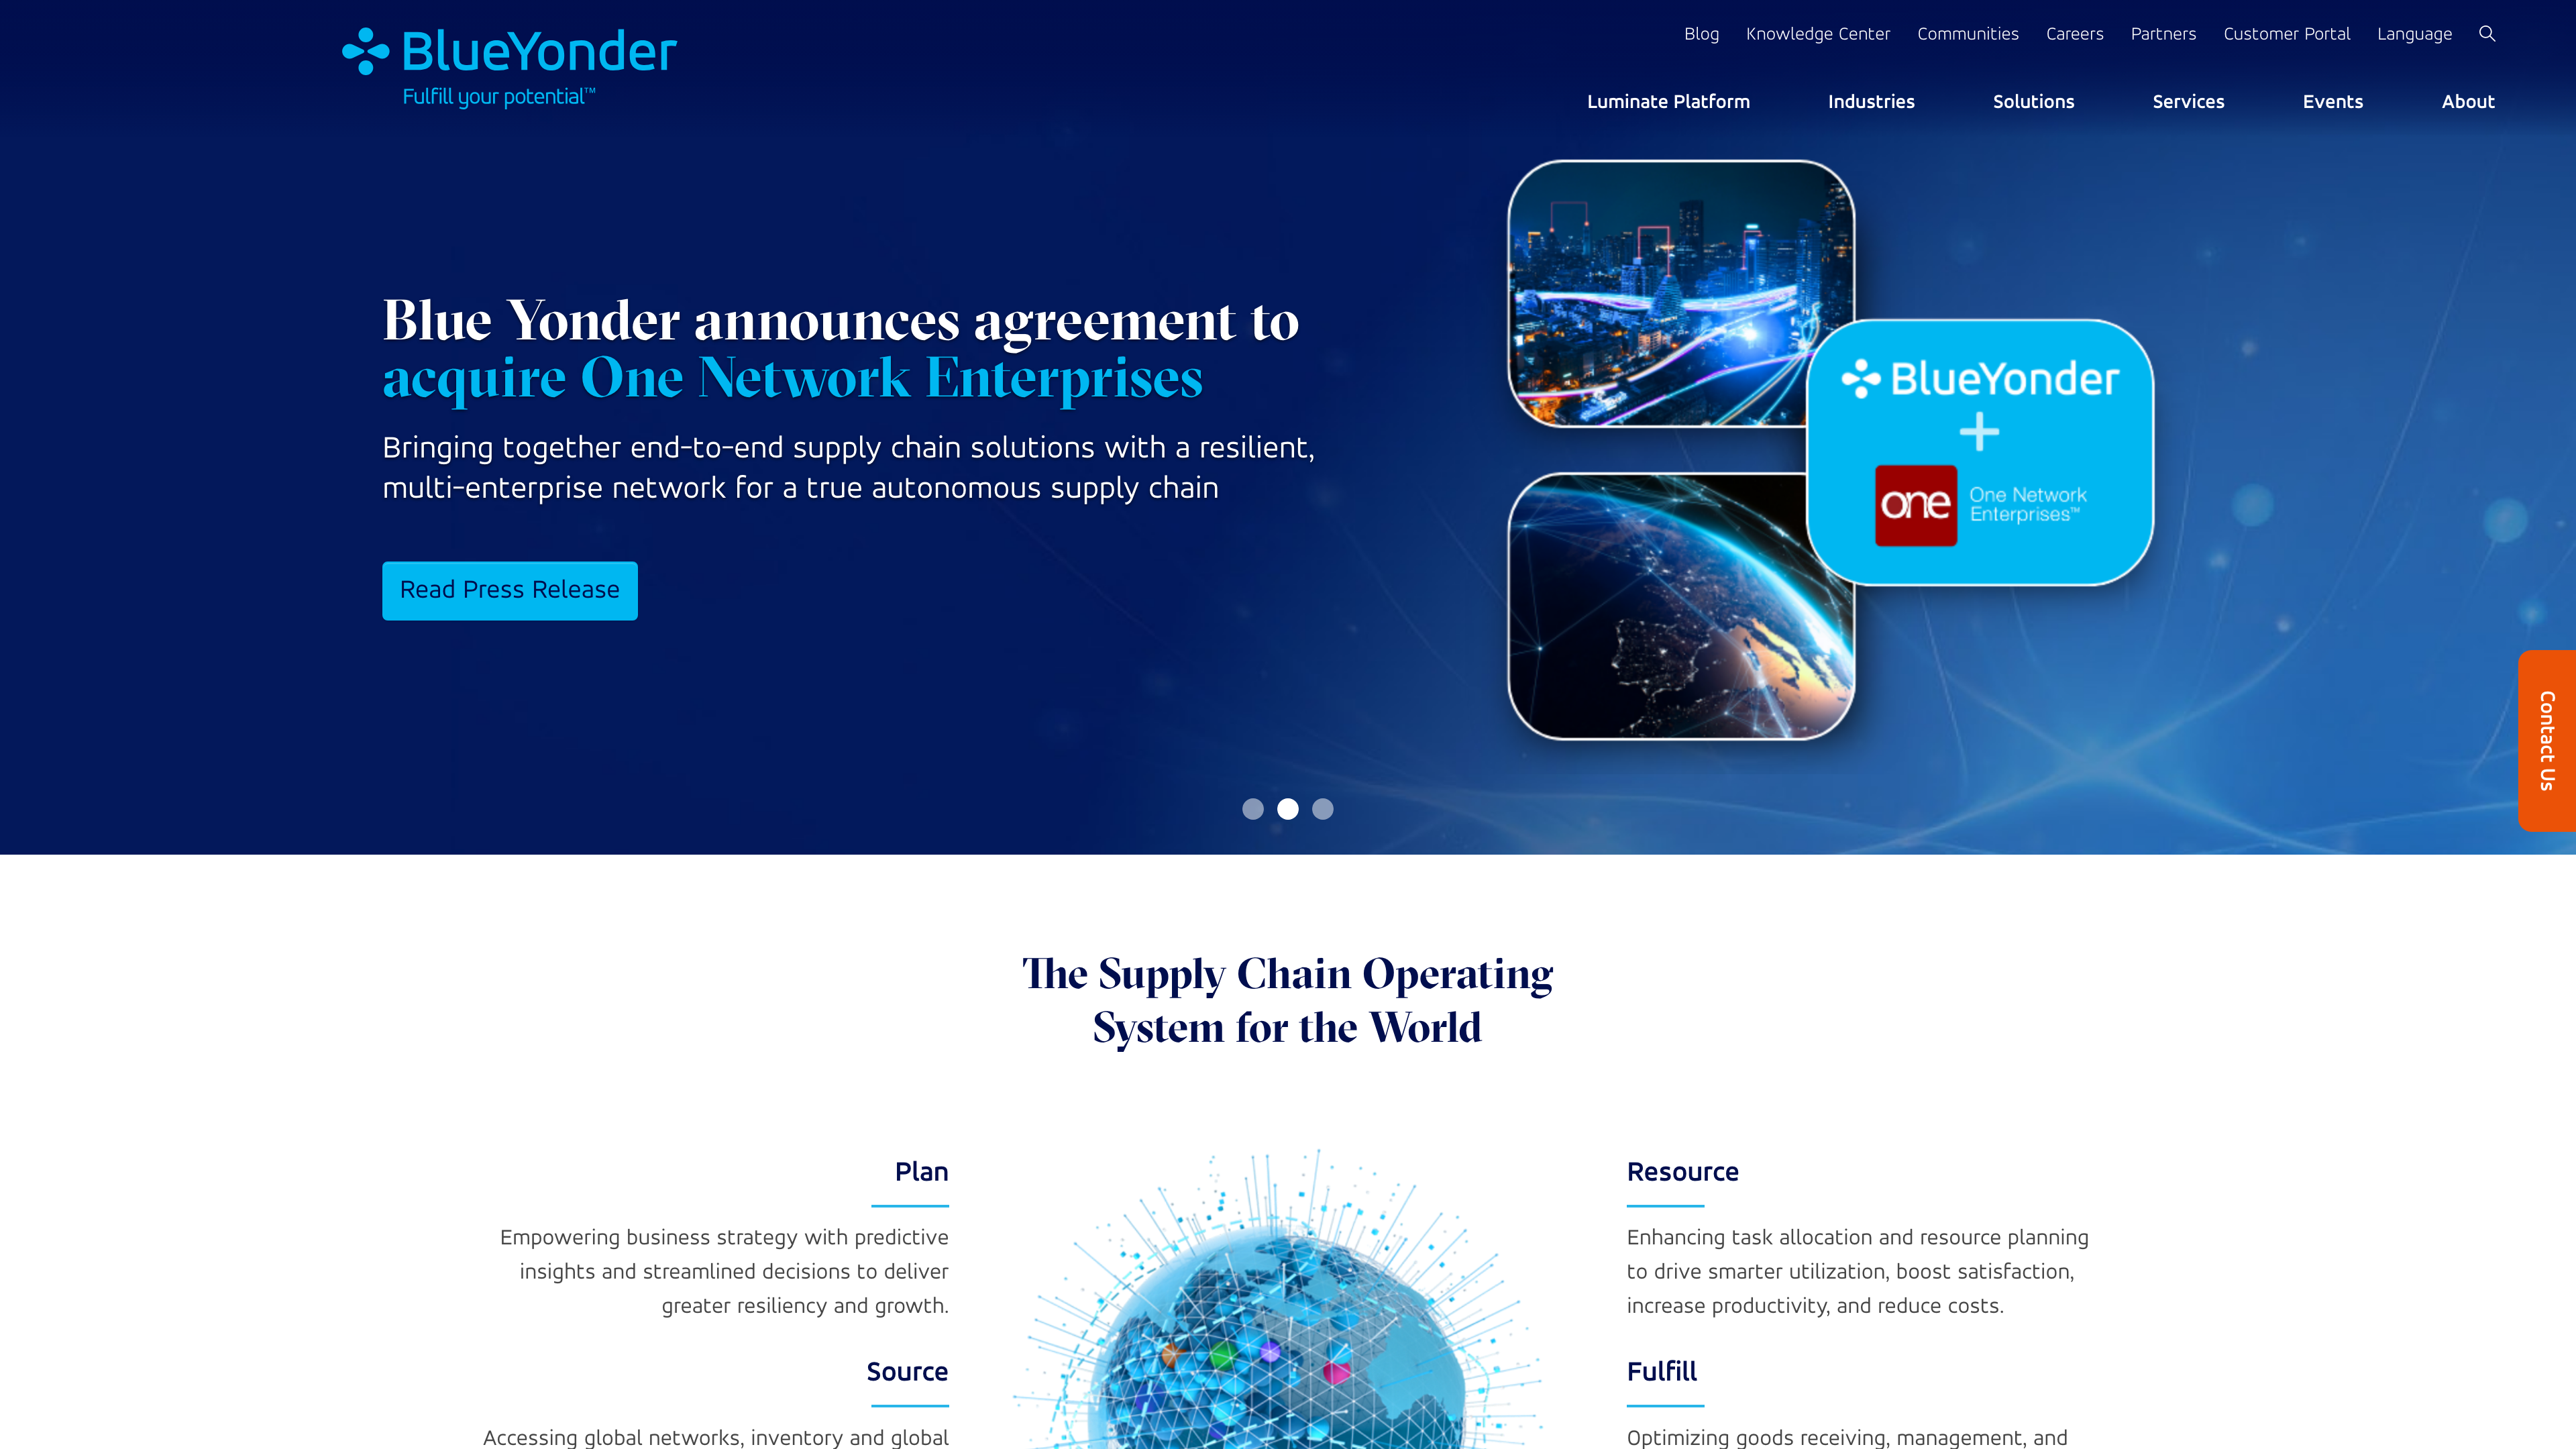 BlueYonder
Fulfill your potential™
Blog Knowledge Center Communities Careers Partners Customer Portal Language
Luminate Platform Industries Solutions Services Events About
Blue Yonder announces agreement to
acquire One Network Enterprises
Bringing together end-to-end supply chain solutions with a resilient,
multi-enterprise network for a true autonomous supply chain
Read Press Release
BlueYonder
+
one
One Network
Enterprises™
Contact Us
The Supply Chain Operating
System for the World
Plan
Empowering business strategy with predictive
insights and streamlined decisions to deliver
greater resiliency and growth.
Source
Accessing global networks, inventory and global
Resource
Enhancing task allocation and resource planning
to drive smarter utilization, boost satisfaction,
increase productivity, and reduce costs.
Fulfill
Optimizing goods receiving, management, and